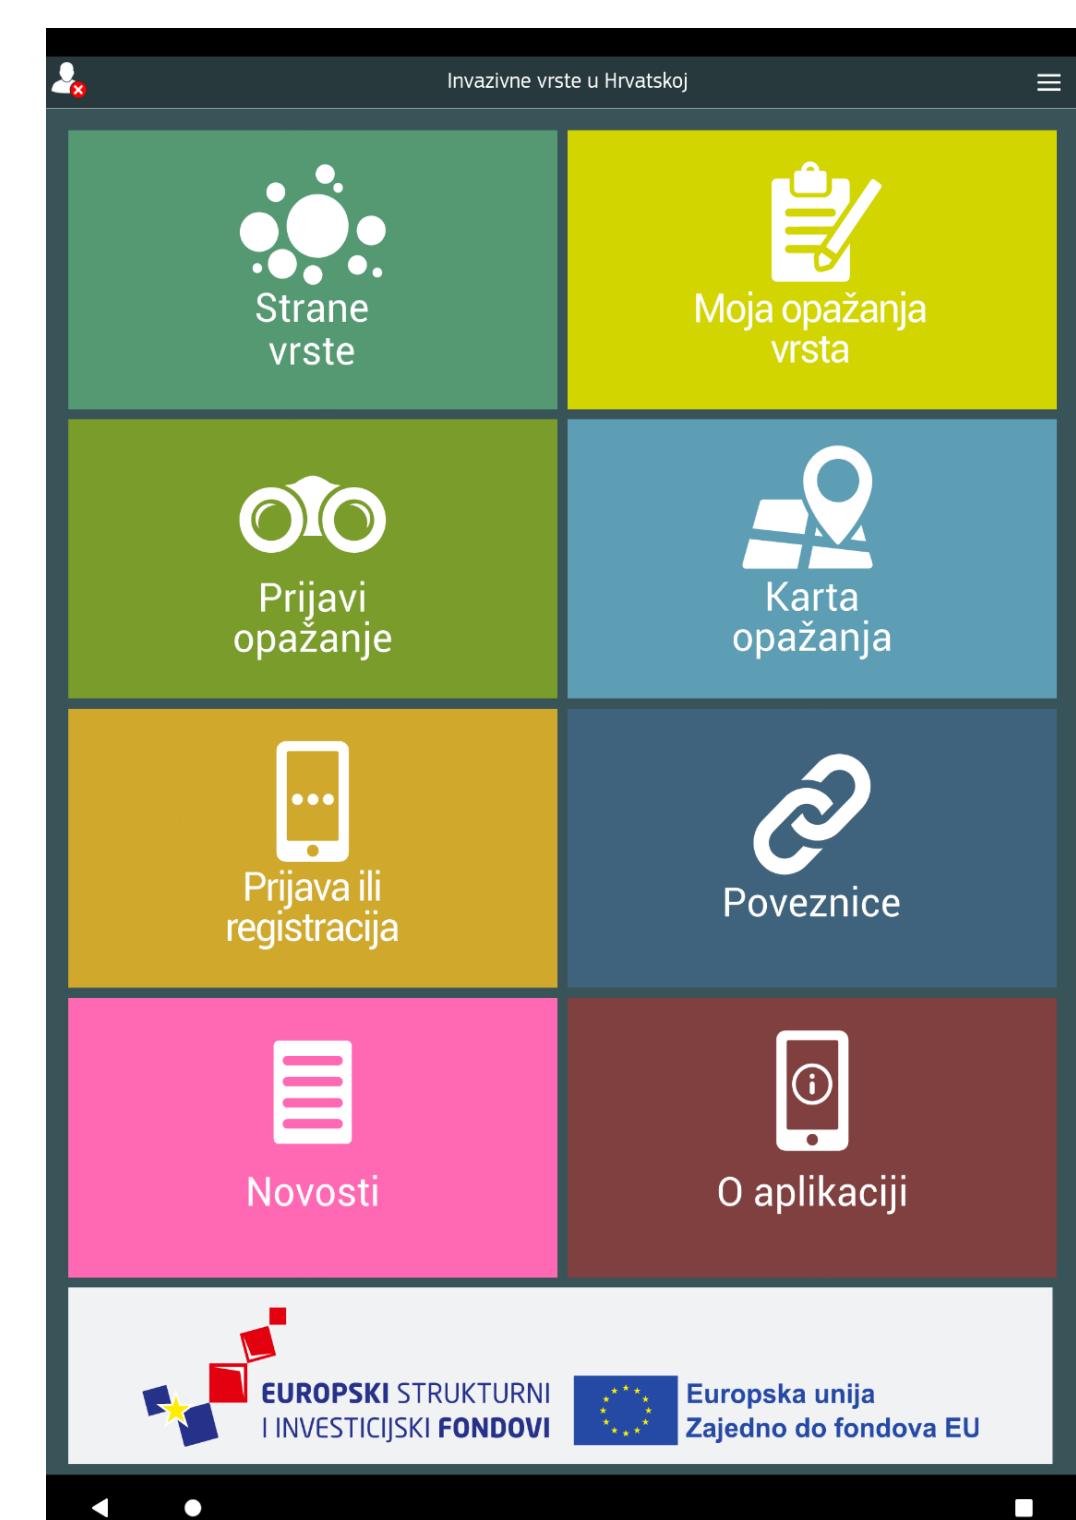 Invazivne vrste u Hrvatskoj
Strane
vrste
Moja opažanja
vrsta
Prijavi
opažanje
Karta
opažanja
Prijava ili
registracija
Poveznice
Novosti
O aplikaciji
EUROPSKI STRUKTURNI
I INVESTICIJSKI FONDOVI
Europska unija
Zajedno do fondova EU